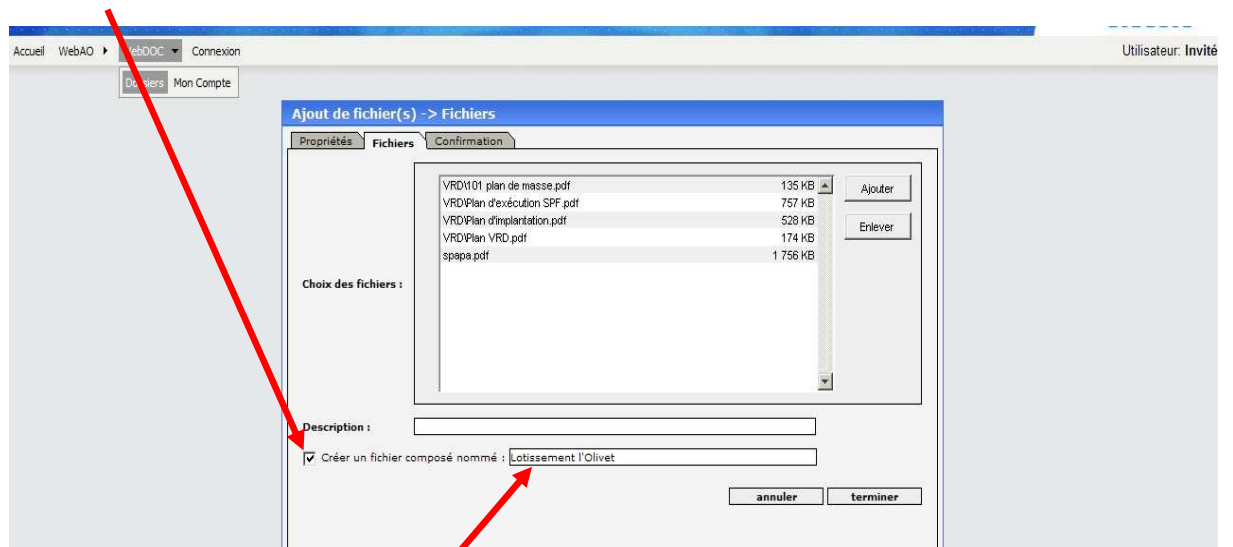 Accueil WebAO WebDOC Connexion Utilisateur: Invité
Dossiers Mon Compte
Ajout de fichier(s) -> Fichiers
Propriétés Fichiers Confirmation
VRD\101 plan de masse.pdf 135 KB Ajouter
VRD\Plan d'exécution SPF.pdf 757 KB
VRD\Plan d'implantation.pdf 528 KB Enlever
VRD\Plan VRD.pdf 174 KB
spapa.pdf 1 756 KB
Choix des fichiers :
Description :
Créer un fichier composé nommé : Lotissement l'Olivet
annuler terminer